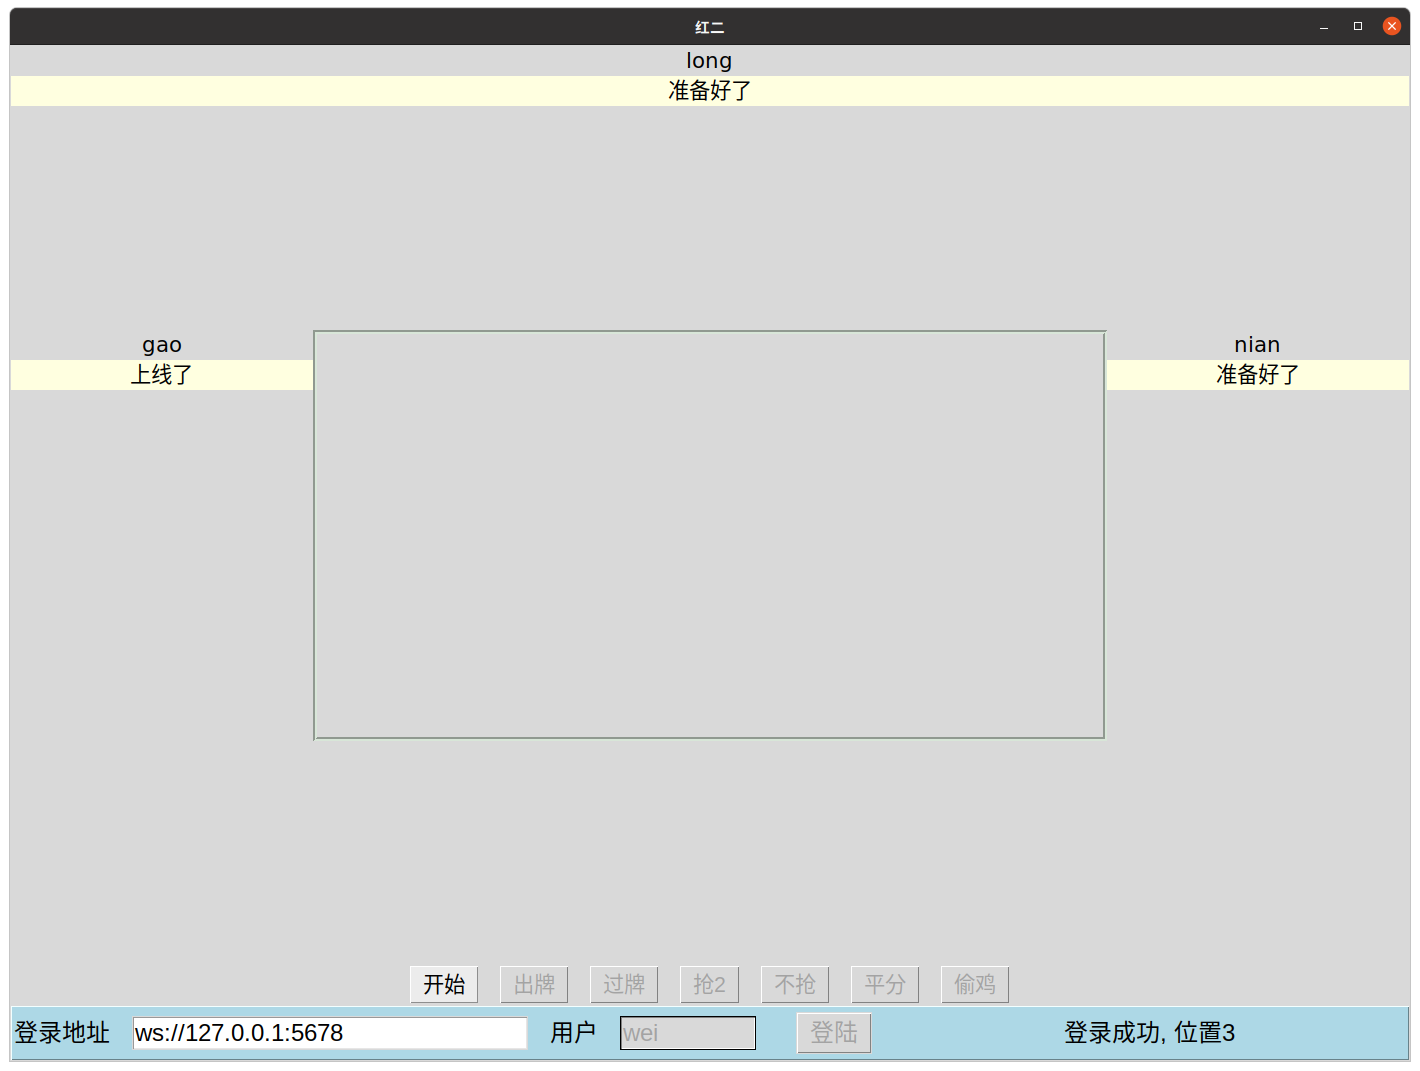 红二
long
准备好了
gao
上线了
nian
准备好了
开始 出牌 过牌 抢2 不抢 平分 偷鸡
登录地址 ws://127.0.0.1:5678 用户 wei 登陆 登录成功, 位置3